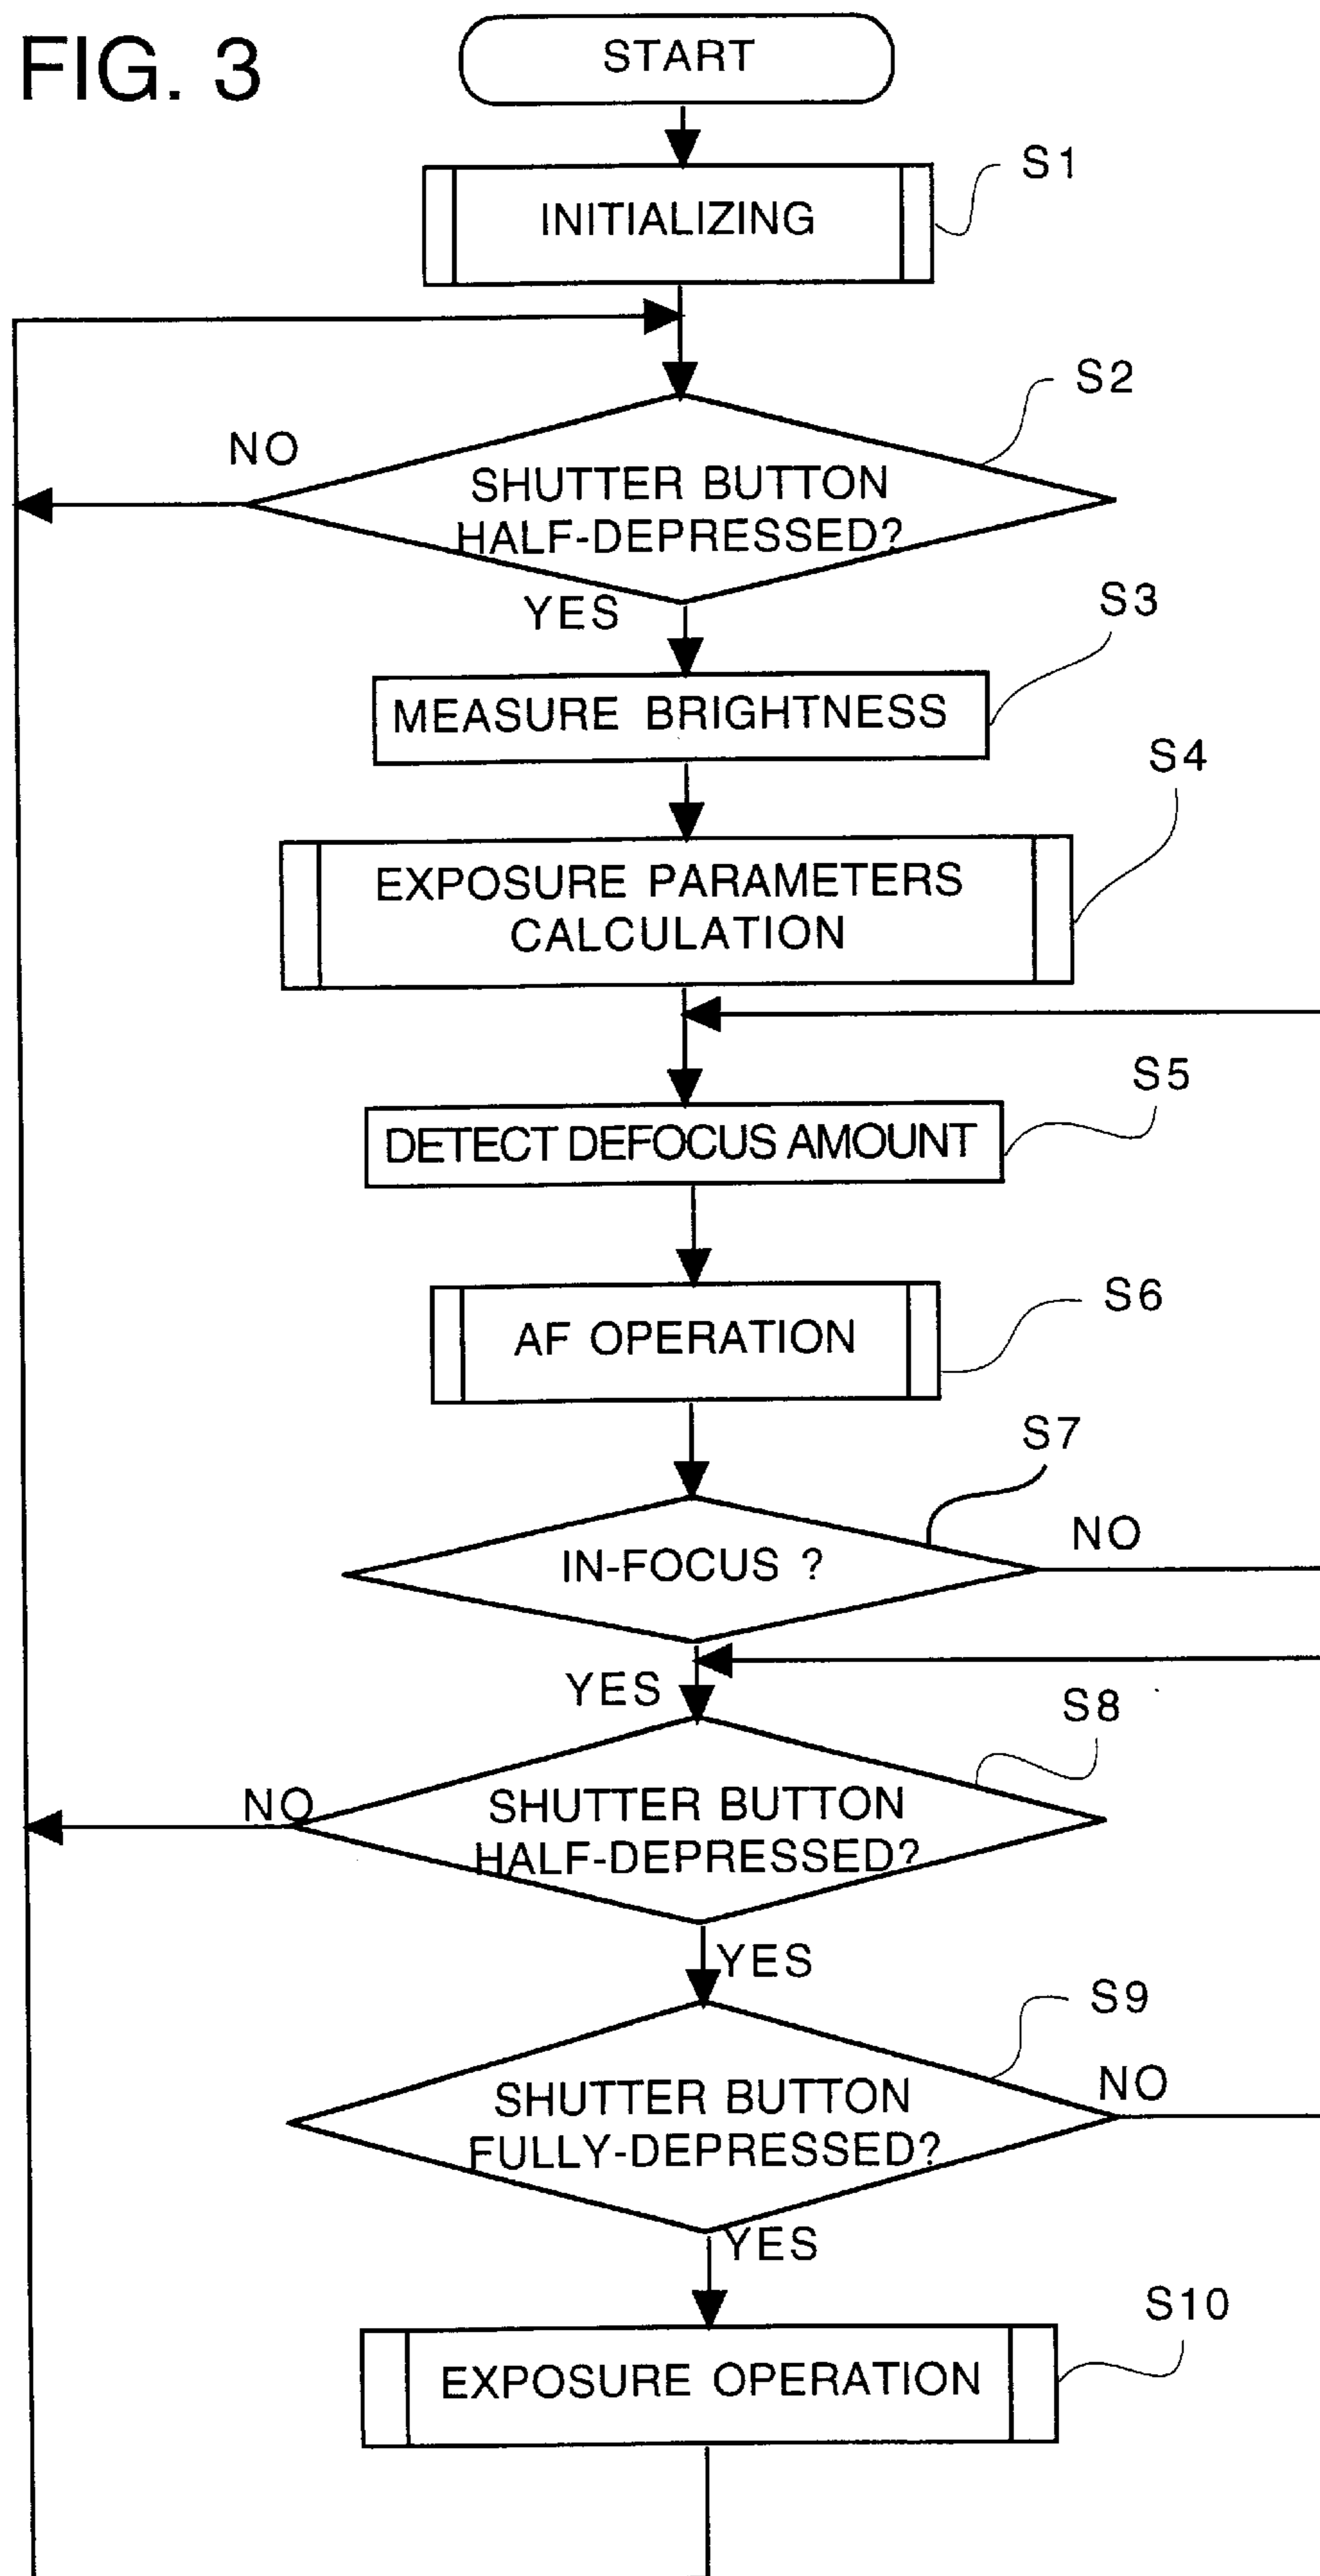 FIG. 3
START
S1
INITIALIZING
S2
NO
SHUTTER BUTTON
HALF-DEPRESSED?
YES
S3
MEASURE BRIGHTNESS
S4
EXPOSURE PARAMETERS
CALCULATION
S5
DETECT DEFOCUS AMOUNT
S6
AF OPERATION
S7
NO
IN-FOCUS ?
YES
S8
NO
SHUTTER BUTTON
HALF-DEPRESSED?
YES
S9
NO
SHUTTER BUTTON
FULLY-DEPRESSED?
YES
S10
EXPOSURE OPERATION